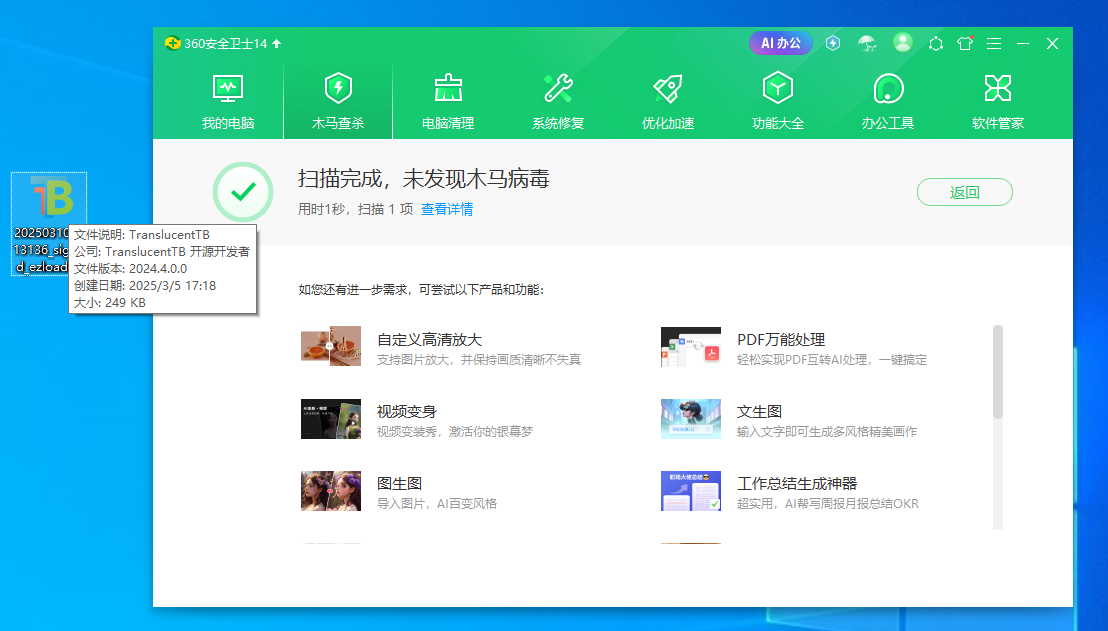 360安全卫士14
AI 办公
我的电脑
木马查杀
电脑清理
系统修复
优化加速
功能大全
办公工具
软件管家
扫描完成，未发现木马病毒
用时1秒，扫描 1 项 查看详情
返回
TB
20250310
13136_sig
d_ezload
文件说明: TranslucentTB
公司: TranslucentTB 开源开发者
文件版本: 2024.4.0.0
创建日期: 2025/3/5 17:18
大小: 249 KB
如您还有进一步需求，可尝试以下产品和功能：
自定义高清放大
支持图片放大，并保持画质清晰不失真
PDF万能处理
轻松实现PDF互转AI处理，一键搞定
视频变身
视频变装秀，激活你的银幕梦
文生图
输入文字即可生成多风格精美画作
图生图
导入图片，AI百变风格
职场大佬总结
工作总结生成神器
超实用，AI帮写周报月报总结OKR